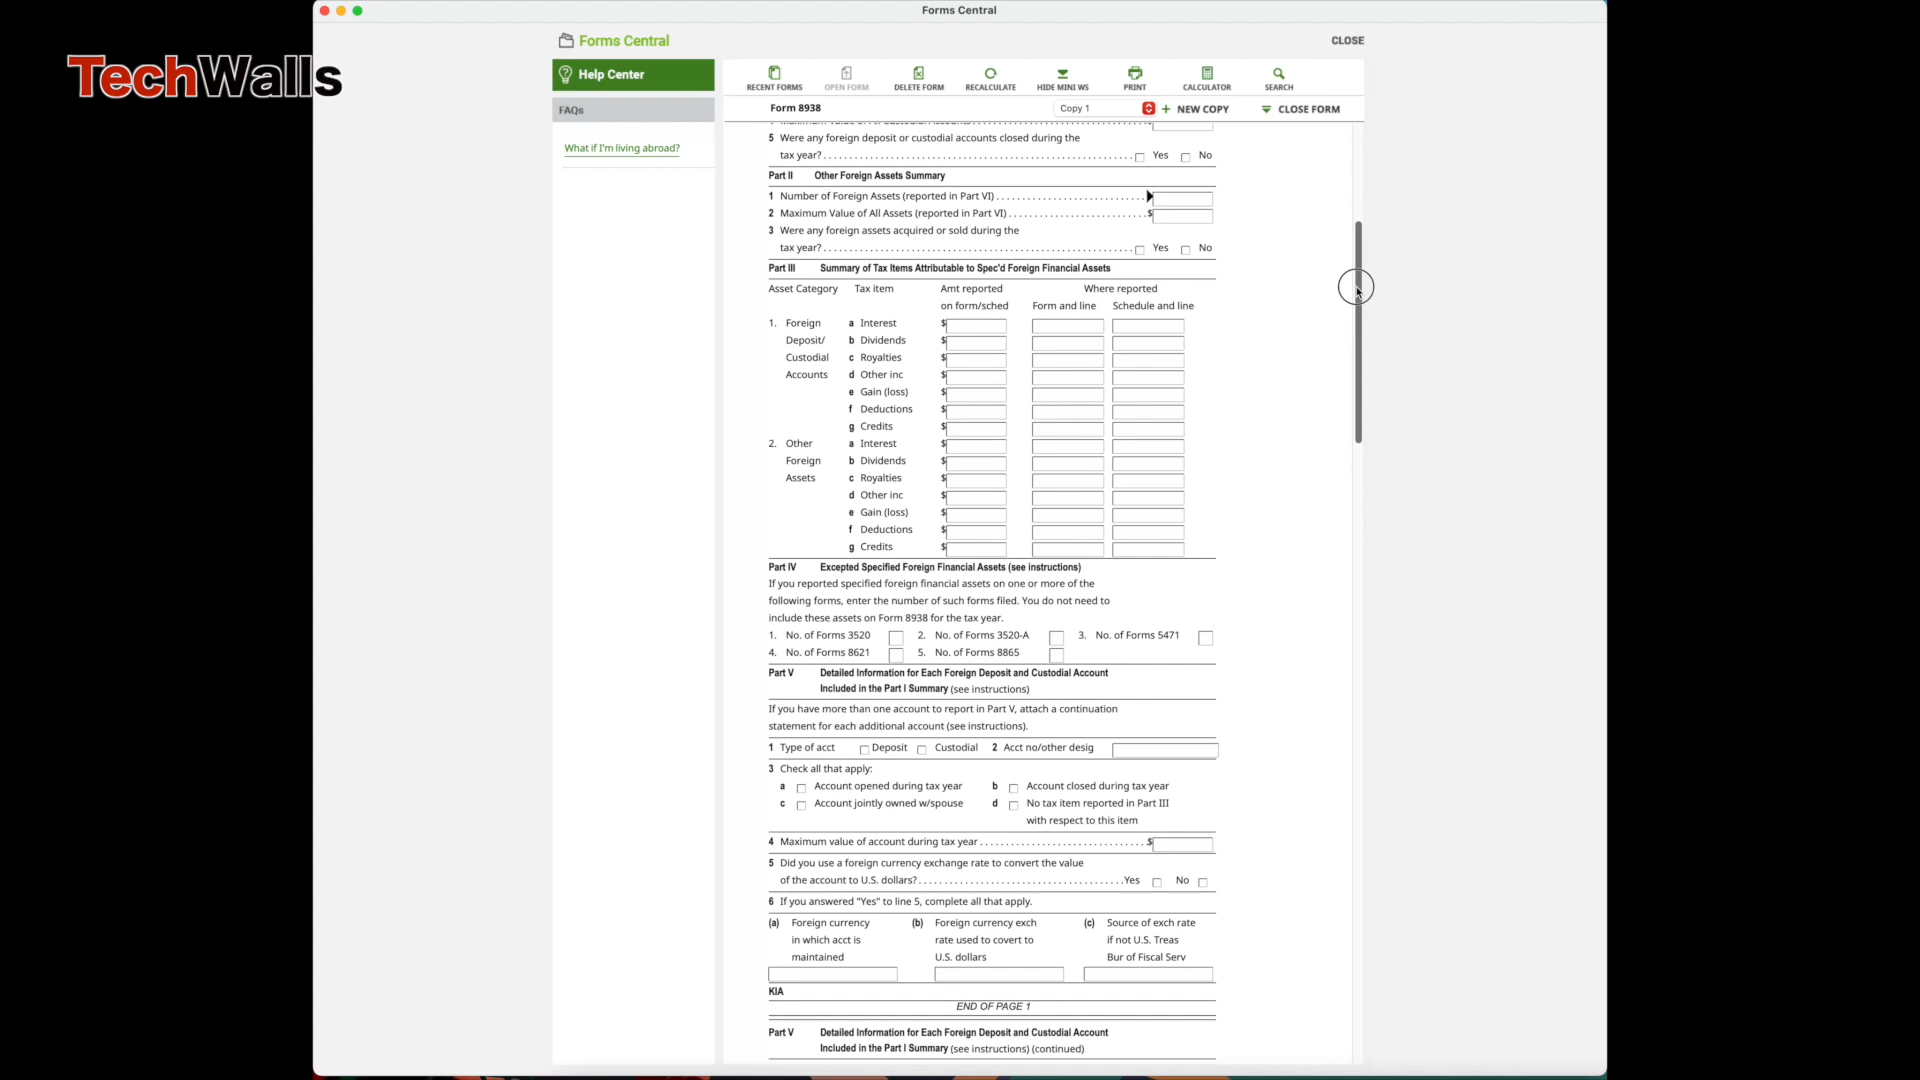 Forms Central
TechWalls
Forms Central
CLOSE
Help Center
RECENT FORMS
OPEN FORM
DELETE FORM
RECALCULATE
HIDE MINI WS
PRINT
CALCULATOR
SEARCH
FAQs
Form 8938
Copy 1
+ NEW COPY
CLOSE FORM
What if I'm living abroad?
5 Were any foreign deposit or custodial accounts closed during the
tax year? Yes No
Part II Other Foreign Assets Summary
1 Number of Foreign Assets (reported in Part VI)
2 Maximum Value of All Assets (reported in Part VI) $
3 Were any foreign assets acquired or sold during the
tax year? Yes No
Part III Summary of Tax Items Attributable to Spec'd Foreign Financial Assets
Asset Category Tax item Amt reported Where reported
on form/sched Form and line Schedule and line
1. Foreign a Interest $
Deposit/ b Dividends $
Custodial c Royalties $
Accounts d Other inc $
e Gain (loss) $
f Deductions $
g Credits $
2. Other a Interest $
Foreign b Dividends $
Assets c Royalties $
d Other inc $
e Gain (loss) $
f Deductions $
g Credits $
Part IV Excepted Specified Foreign Financial Assets (see instructions)
If you reported specified foreign financial assets on one or more of the
following forms, enter the number of such forms filed. You do not need to
include these assets on Form 8938 for the tax year.
1. No. of Forms 3520 2. No. of Forms 3520-A 3. No. of Forms 5471
4. No. of Forms 8621 5. No. of Forms 8865
Part V Detailed Information for Each Foreign Deposit and Custodial Account
Included in the Part I Summary (see instructions)
If you have more than one account to report in Part V, attach a continuation
statement for each additional account (see instructions).
1 Type of acct Deposit Custodial 2 Acct no/other desig
3 Check all that apply:
a Account opened during tax year b Account closed during tax year
c Account jointly owned w/spouse d No tax item reported in Part III
with respect to this item
4 Maximum value of account during tax year $
5 Did you use a foreign currency exchange rate to convert the value
of the account to U.S. dollars? Yes No
6 If you answered "Yes" to line 5, complete all that apply.
(a) Foreign currency (b) Foreign currency exch (c) Source of exch rate
in which acct is rate used to covert to if not U.S. Treas
maintained U.S. dollars Bur of Fiscal Serv
KIA
END OF PAGE 1
Part V Detailed Information for Each Foreign Deposit and Custodial Account
Included in the Part I Summary (see instructions) (continued)